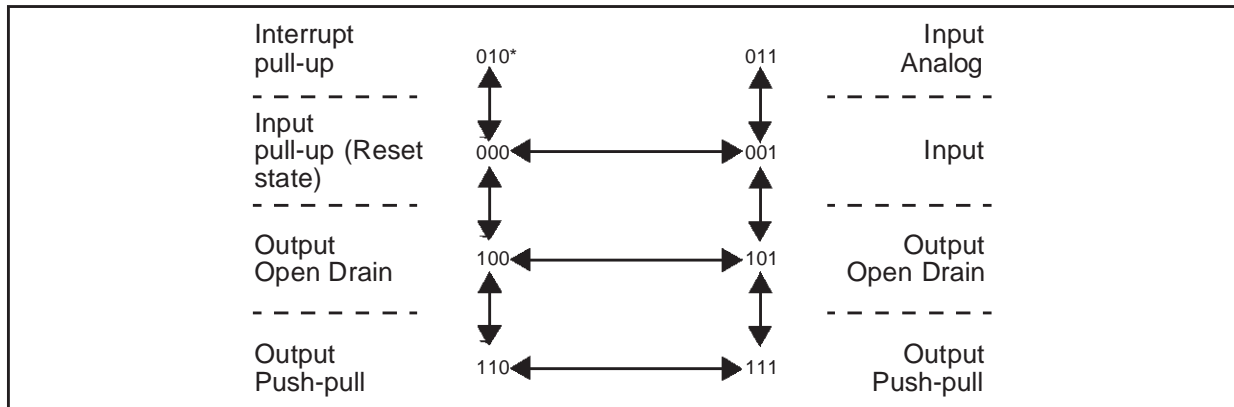 Interrupt
pull-up
010*
011
Input
Analog
Input
pull-up (Reset
state)
000
001
Input
Output
Open Drain
100
101
Output
Open Drain
Output
Push-pull
110
111
Output
Push-pull